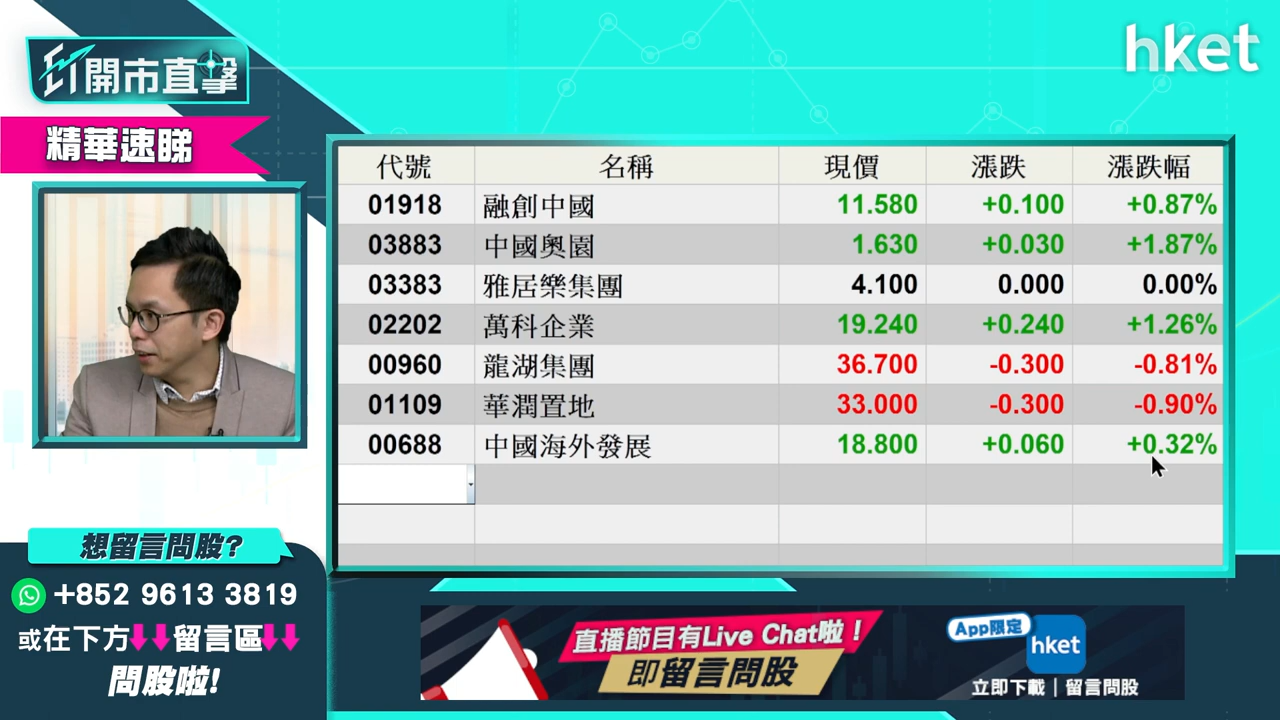 ET開市直擊
hket
精華速睇
代號 名稱 現價 漲跌 漲跌幅
01918 融創中國 11.580 +0.100 +0.87%
03883 中國奧園 1.630 +0.030 +1.87%
03383 雅居樂集團 4.100 0.000 0.00%
02202 萬科企業 19.240 +0.240 +1.26%
00960 龍湖集團 36.700 -0.300 -0.81%
01109 華潤置地 33.000 -0.300 -0.90%
00688 中國海外發展 18.800 +0.060 +0.32%
想留言問股?
+852 9613 3819
或在下方留言區
問股啦!
直播節目有Live Chat啦!
即留言問股
App限定
hket
立即下載|留言問股